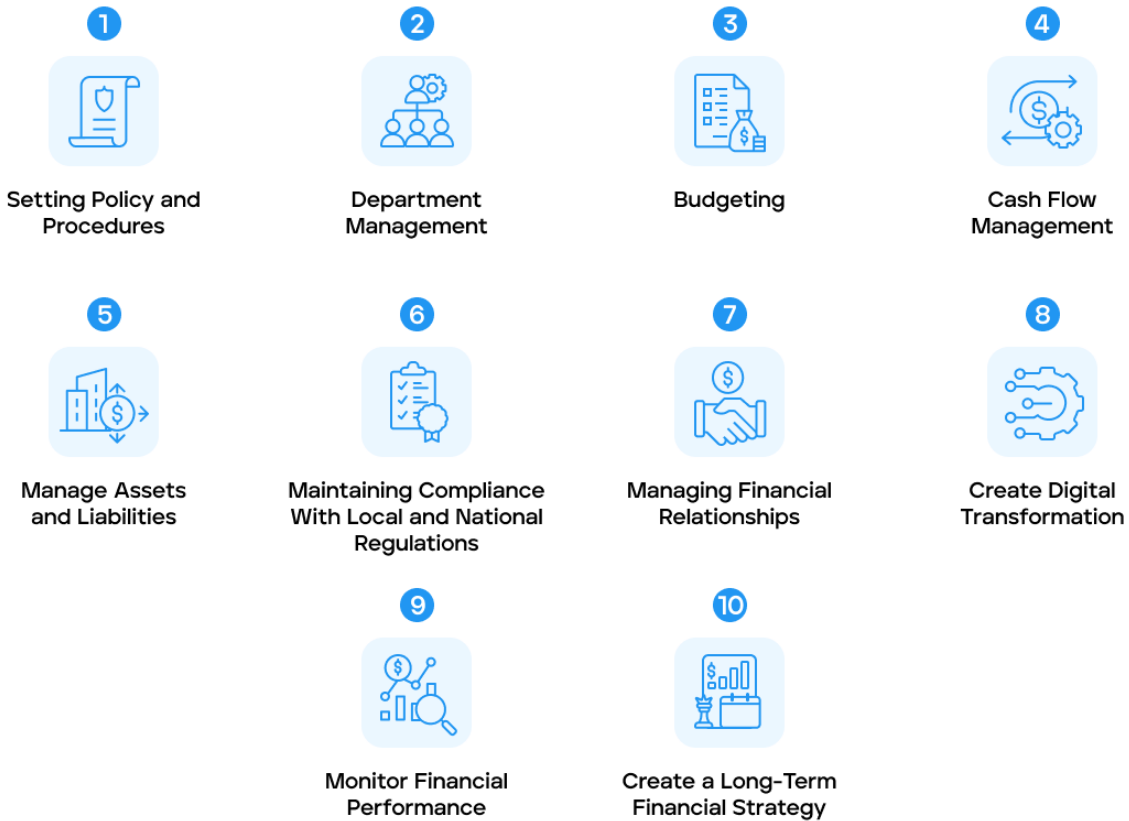 1
Setting Policy and
Procedures
2
Department
Management
3
Budgeting
4
Cash Flow
Management
5
Manage Assets
and Liabilities
6
Maintaining Compliance
With Local and National
Regulations
7
Managing Financial
Relationships
8
Create Digital
Transformation
9
Monitor Financial
Performance
10
Create a Long-Term
Financial Strategy